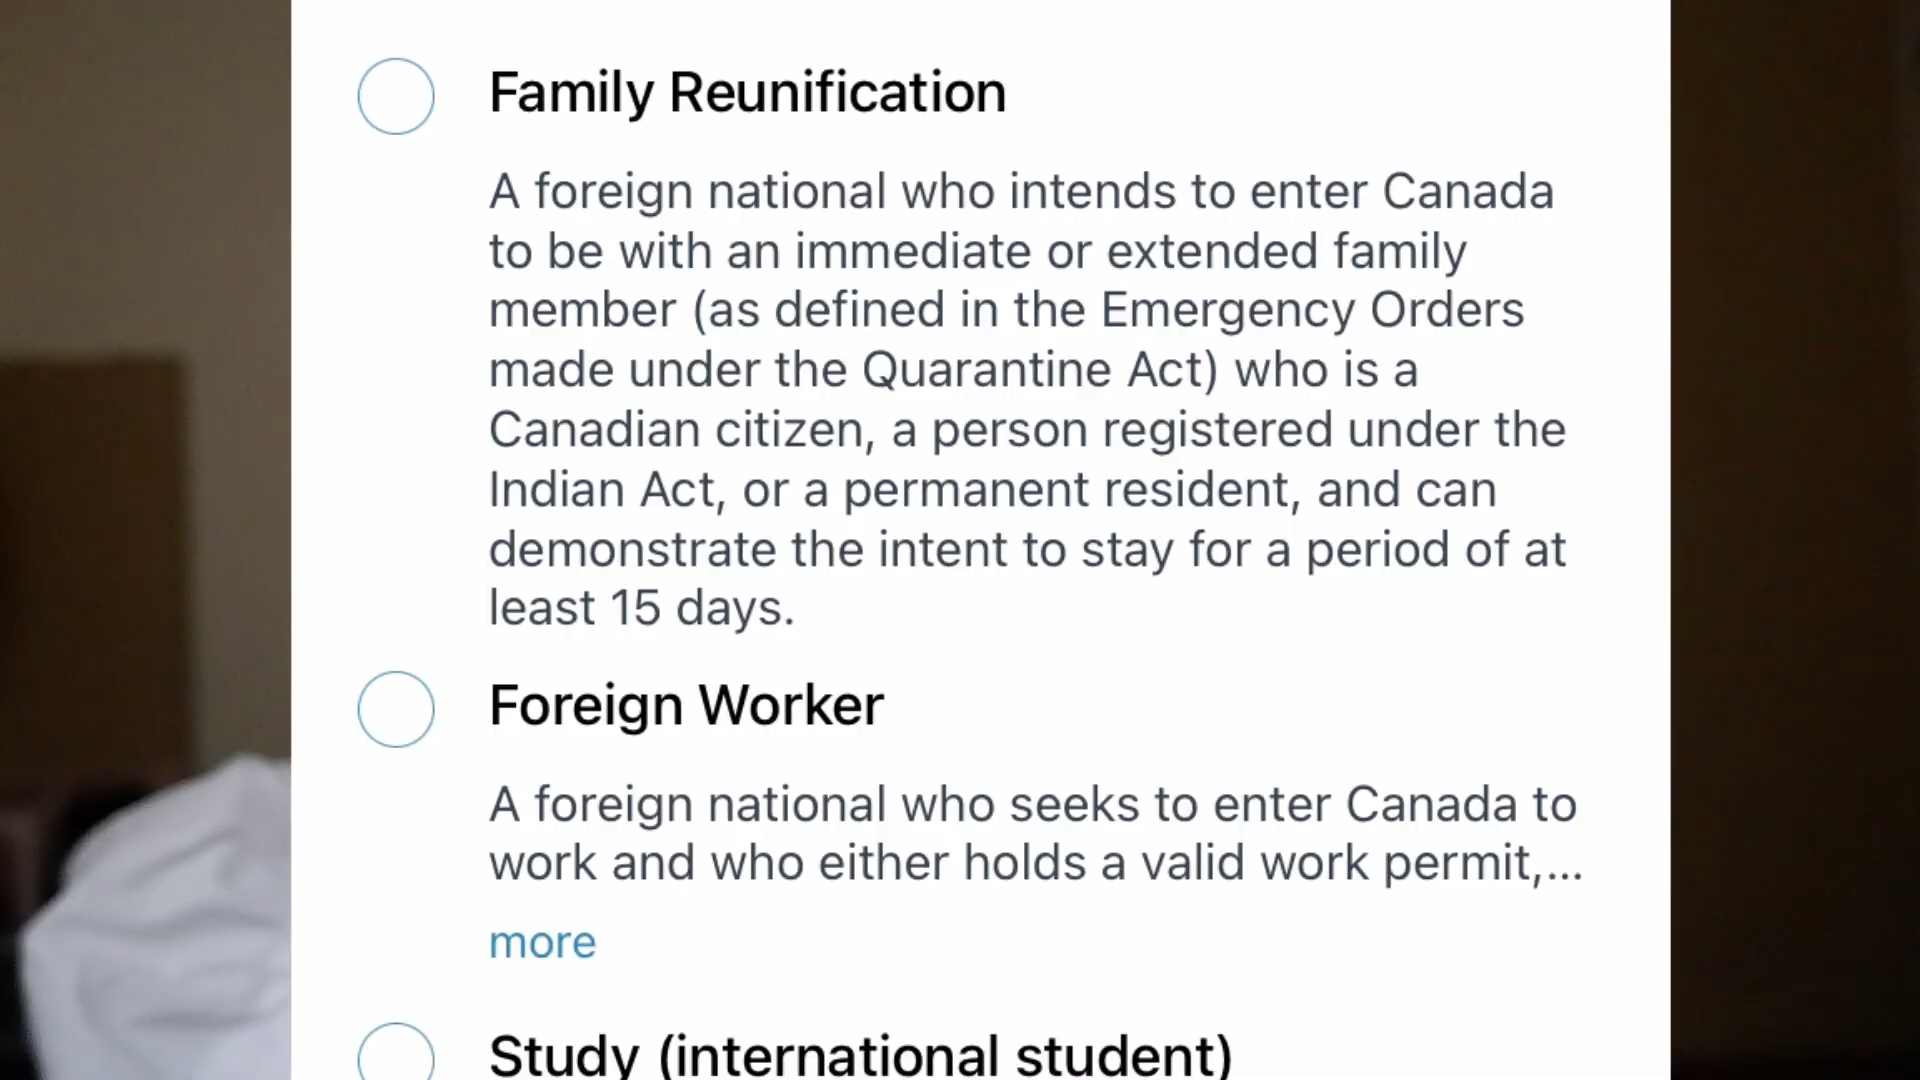 Family Reunification
A foreign national who intends to enter Canada
to be with an immediate or extended family
member (as defined in the Emergency Orders
made under the Quarantine Act) who is a
Canadian citizen, a person registered under the
Indian Act, or a permanent resident, and can
demonstrate the intent to stay for a period of at
least 15 days.
Foreign Worker
A foreign national who seeks to enter Canada to
work and who either holds a valid work permit,...
more
Study (international student)